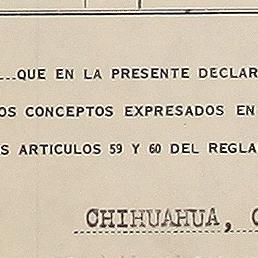 ...QUE EN LA PRESENTE DECLAR
OS CONCEPTOS EXPRESADOS EN
S ARTICULOS 59 Y 60 DEL REGLA
CHIHUAHUA, C